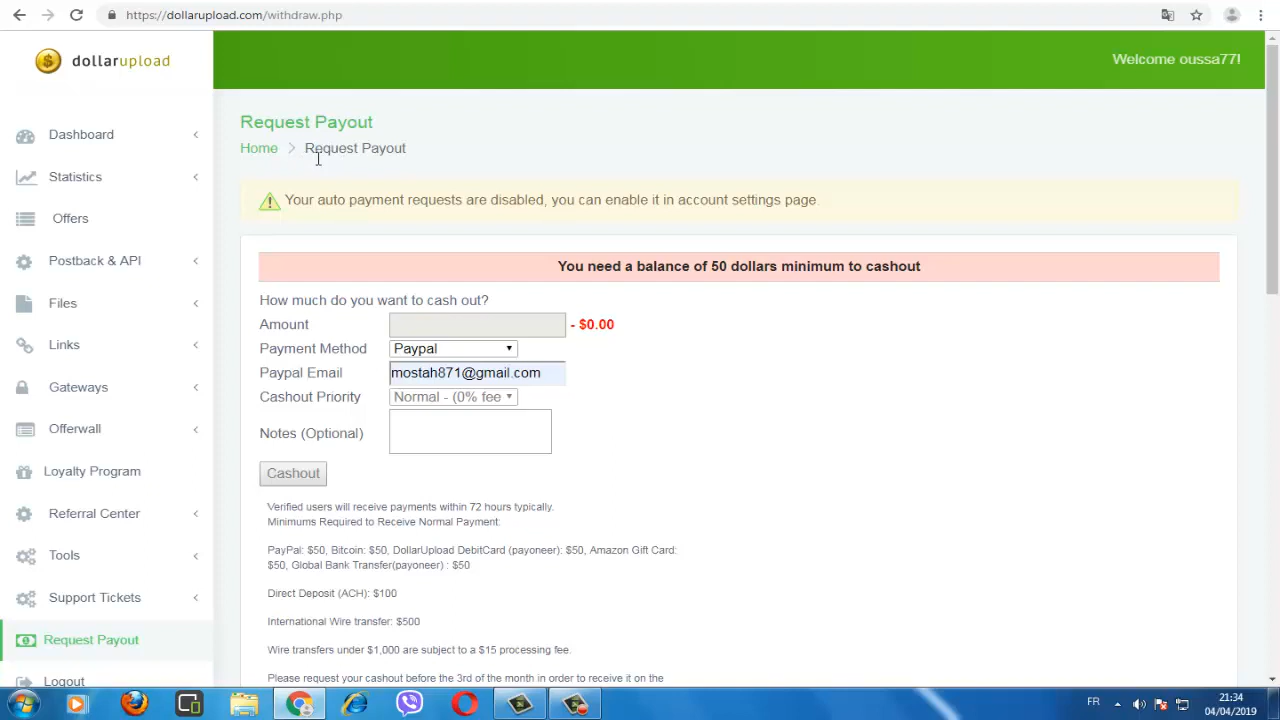 https://dollarupload.com/withdraw.php
dollarupload
Welcome oussa77!
Dashboard
Statistics
Offers
Postback & API
Files
Links
Gateways
Offerwall
Loyalty Program
Referral Center
Tools
Support Tickets
Request Payout
Logout
Request Payout
Home > Request Payout
Your auto payment requests are disabled, you can enable it in account settings page.
You need a balance of 50 dollars minimum to cashout
How much do you want to cash out?
Amount - $0.00
Payment Method Paypal
Paypal Email mostah871@gmail.com
Cashout Priority Normal - (0% fee
Notes (Optional)
Cashout
Verified users will receive payments within 72 hours typically.
Minimums Required to Receive Normal Payment:
PayPal: $50, Bitcoin: $50, DollarUpload DebitCard (payoneer): $50, Amazon Gift Card:
$50, Global Bank Transfer(payoneer) : $50
Direct Deposit (ACH): $100
International Wire transfer: $500
Wire transfers under $1,000 are subject to a $15 processing fee.
Please request your cashout before the 3rd of the month in order to receive it on the
FR
21:34
04/04/2019